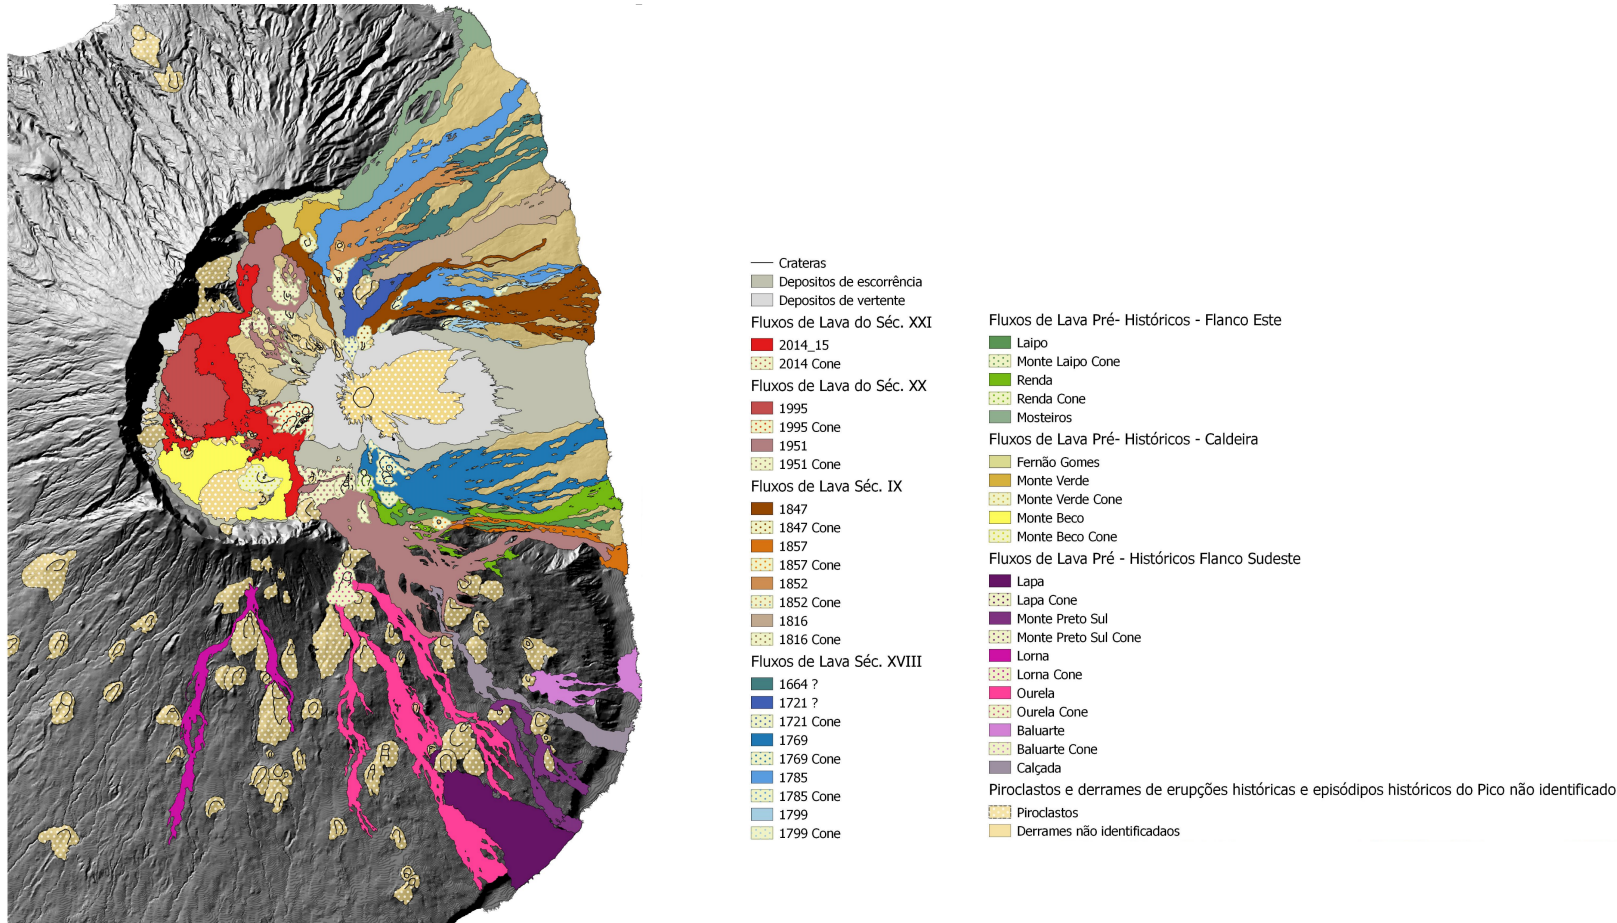 Crateras
Depositos de escorrência
Depositos de vertente
Fluxos de Lava do Séc. XXI
2014_15
2014 Cone
Fluxos de Lava do Séc. XX
1995
1995 Cone
1951
1951 Cone
Fluxos de Lava Séc. IX
1847
1847 Cone
1857
1857 Cone
1852
1852 Cone
1816
1816 Cone
Fluxos de Lava Séc. XVIII
1664 ?
1721 ?
1721 Cone
1769
1769 Cone
1785
1785 Cone
1799
1799 Cone
Fluxos de Lava Pré- Históricos - Flanco Este
Laipo
Monte Laipo Cone
Renda
Renda Cone
Mosteiros
Fluxos de Lava Pré- Históricos - Caldeira
Fernão Gomes
Monte Verde
Monte Verde Cone
Monte Beco
Monte Beco Cone
Fluxos de Lava Pré - Históricos Flanco Sudeste
Lapa
Lapa Cone
Monte Preto Sul
Monte Preto Sul Cone
Lorna
Lorna Cone
Ourela
Ourela Cone
Baluarte
Baluarte Cone
Calçada
Piroclastos e derrames de erupções históricas e episódipos históricos do Pico não identificado
Piroclastos
Derrames não identificadaos